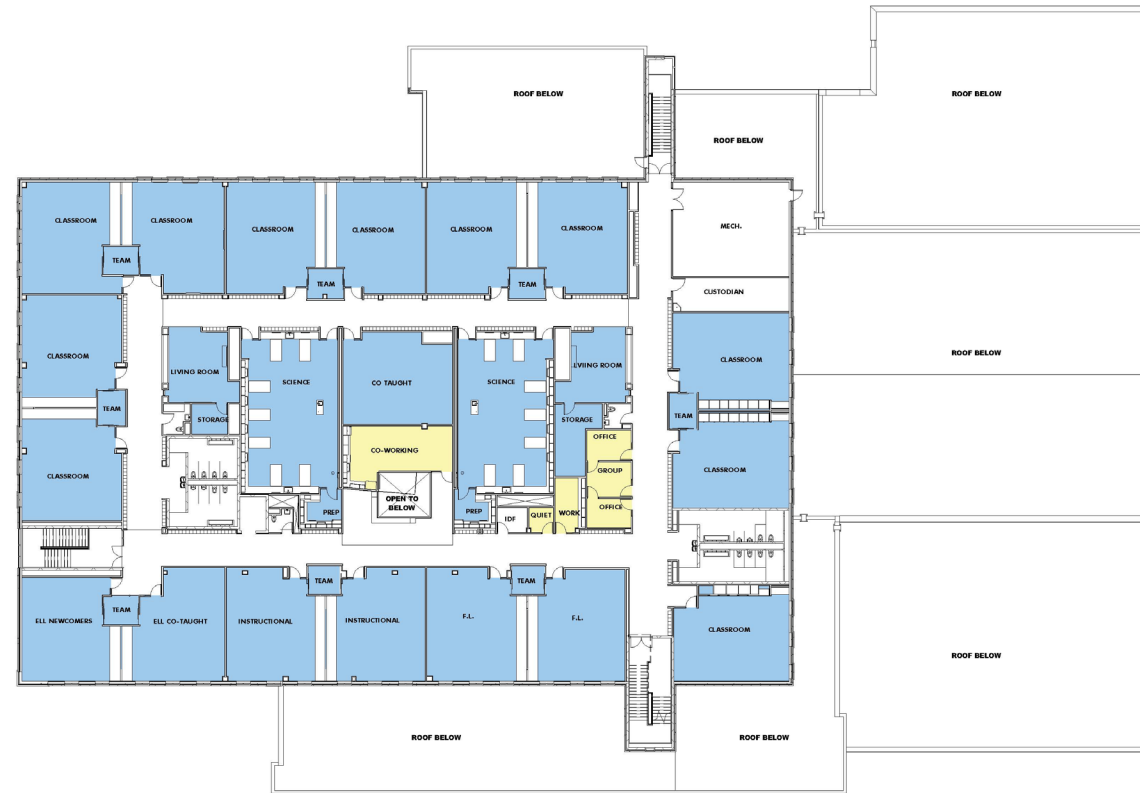 ROOF BELOW
ROOF BELOW
ROOF BELOW
CLASSROOM
CLASSROOM
CLASSROOM
CLASSROOM
CLASSROOM
CLASSROOM
MECH.
TEAM
TEAM
TEAM
CUSTODIAN
CLASSROOM
LIVING ROOM
SCIENCE
CO TAUGHT
SCIENCE
LIVING ROOM
CLASSROOM
ROOF BELOW
TEAM
STORAGE
STORAGE
TEAM
OFFICE
CO-WORKING
GROUP
CLASSROOM
CLASSROOM
OPEN TO
BELOW
PREP
PREP
IDF
QUIET
WORK
OFFICE
TEAM
TEAM
TEAM
ELL NEWCOMERS
ELL CO-TAUGHT
INSTRUCTIONAL
INSTRUCTIONAL
F.L.
F.L.
CLASSROOM
ROOF BELOW
ROOF BELOW
ROOF BELOW